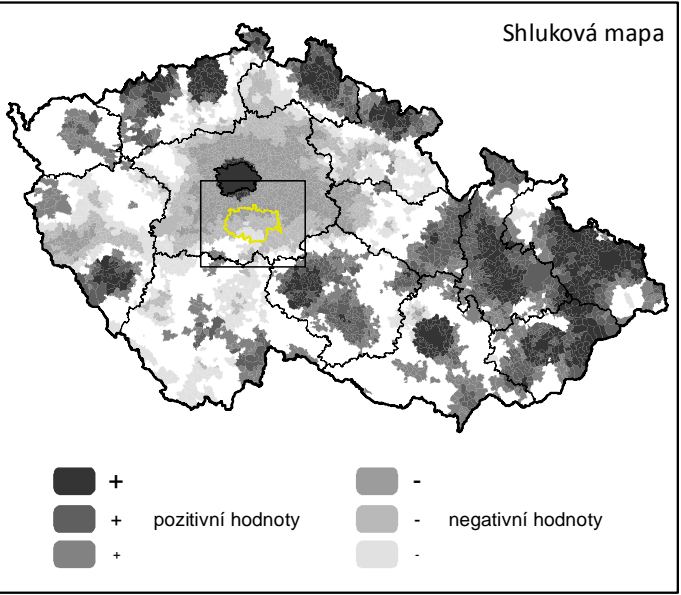 Shluková mapa
+ -
+ pozitivní hodnoty - negativní hodnoty
+ -